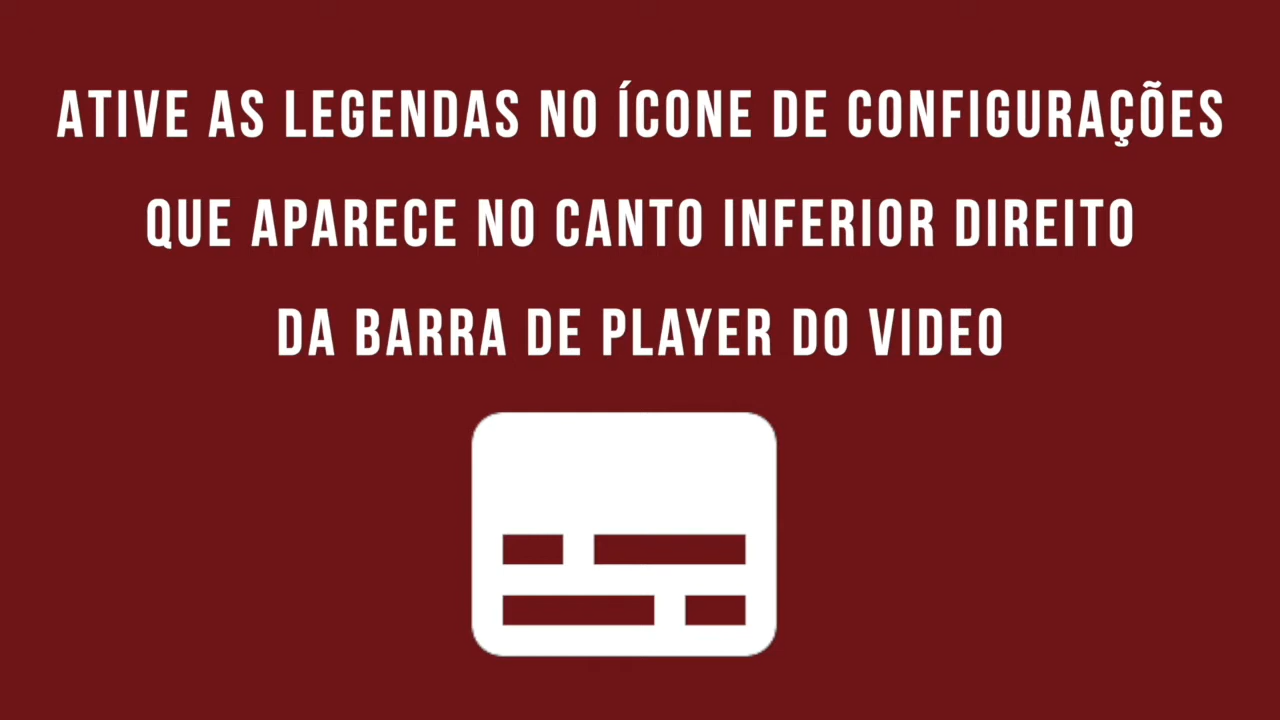 ATIVE AS LEGENDAS NO ÍCONE DE CONFIGURAÇÕES
QUE APARECE NO CANTO INFERIOR DIREITO
DA BARRA DE PLAYER DO VIDEO